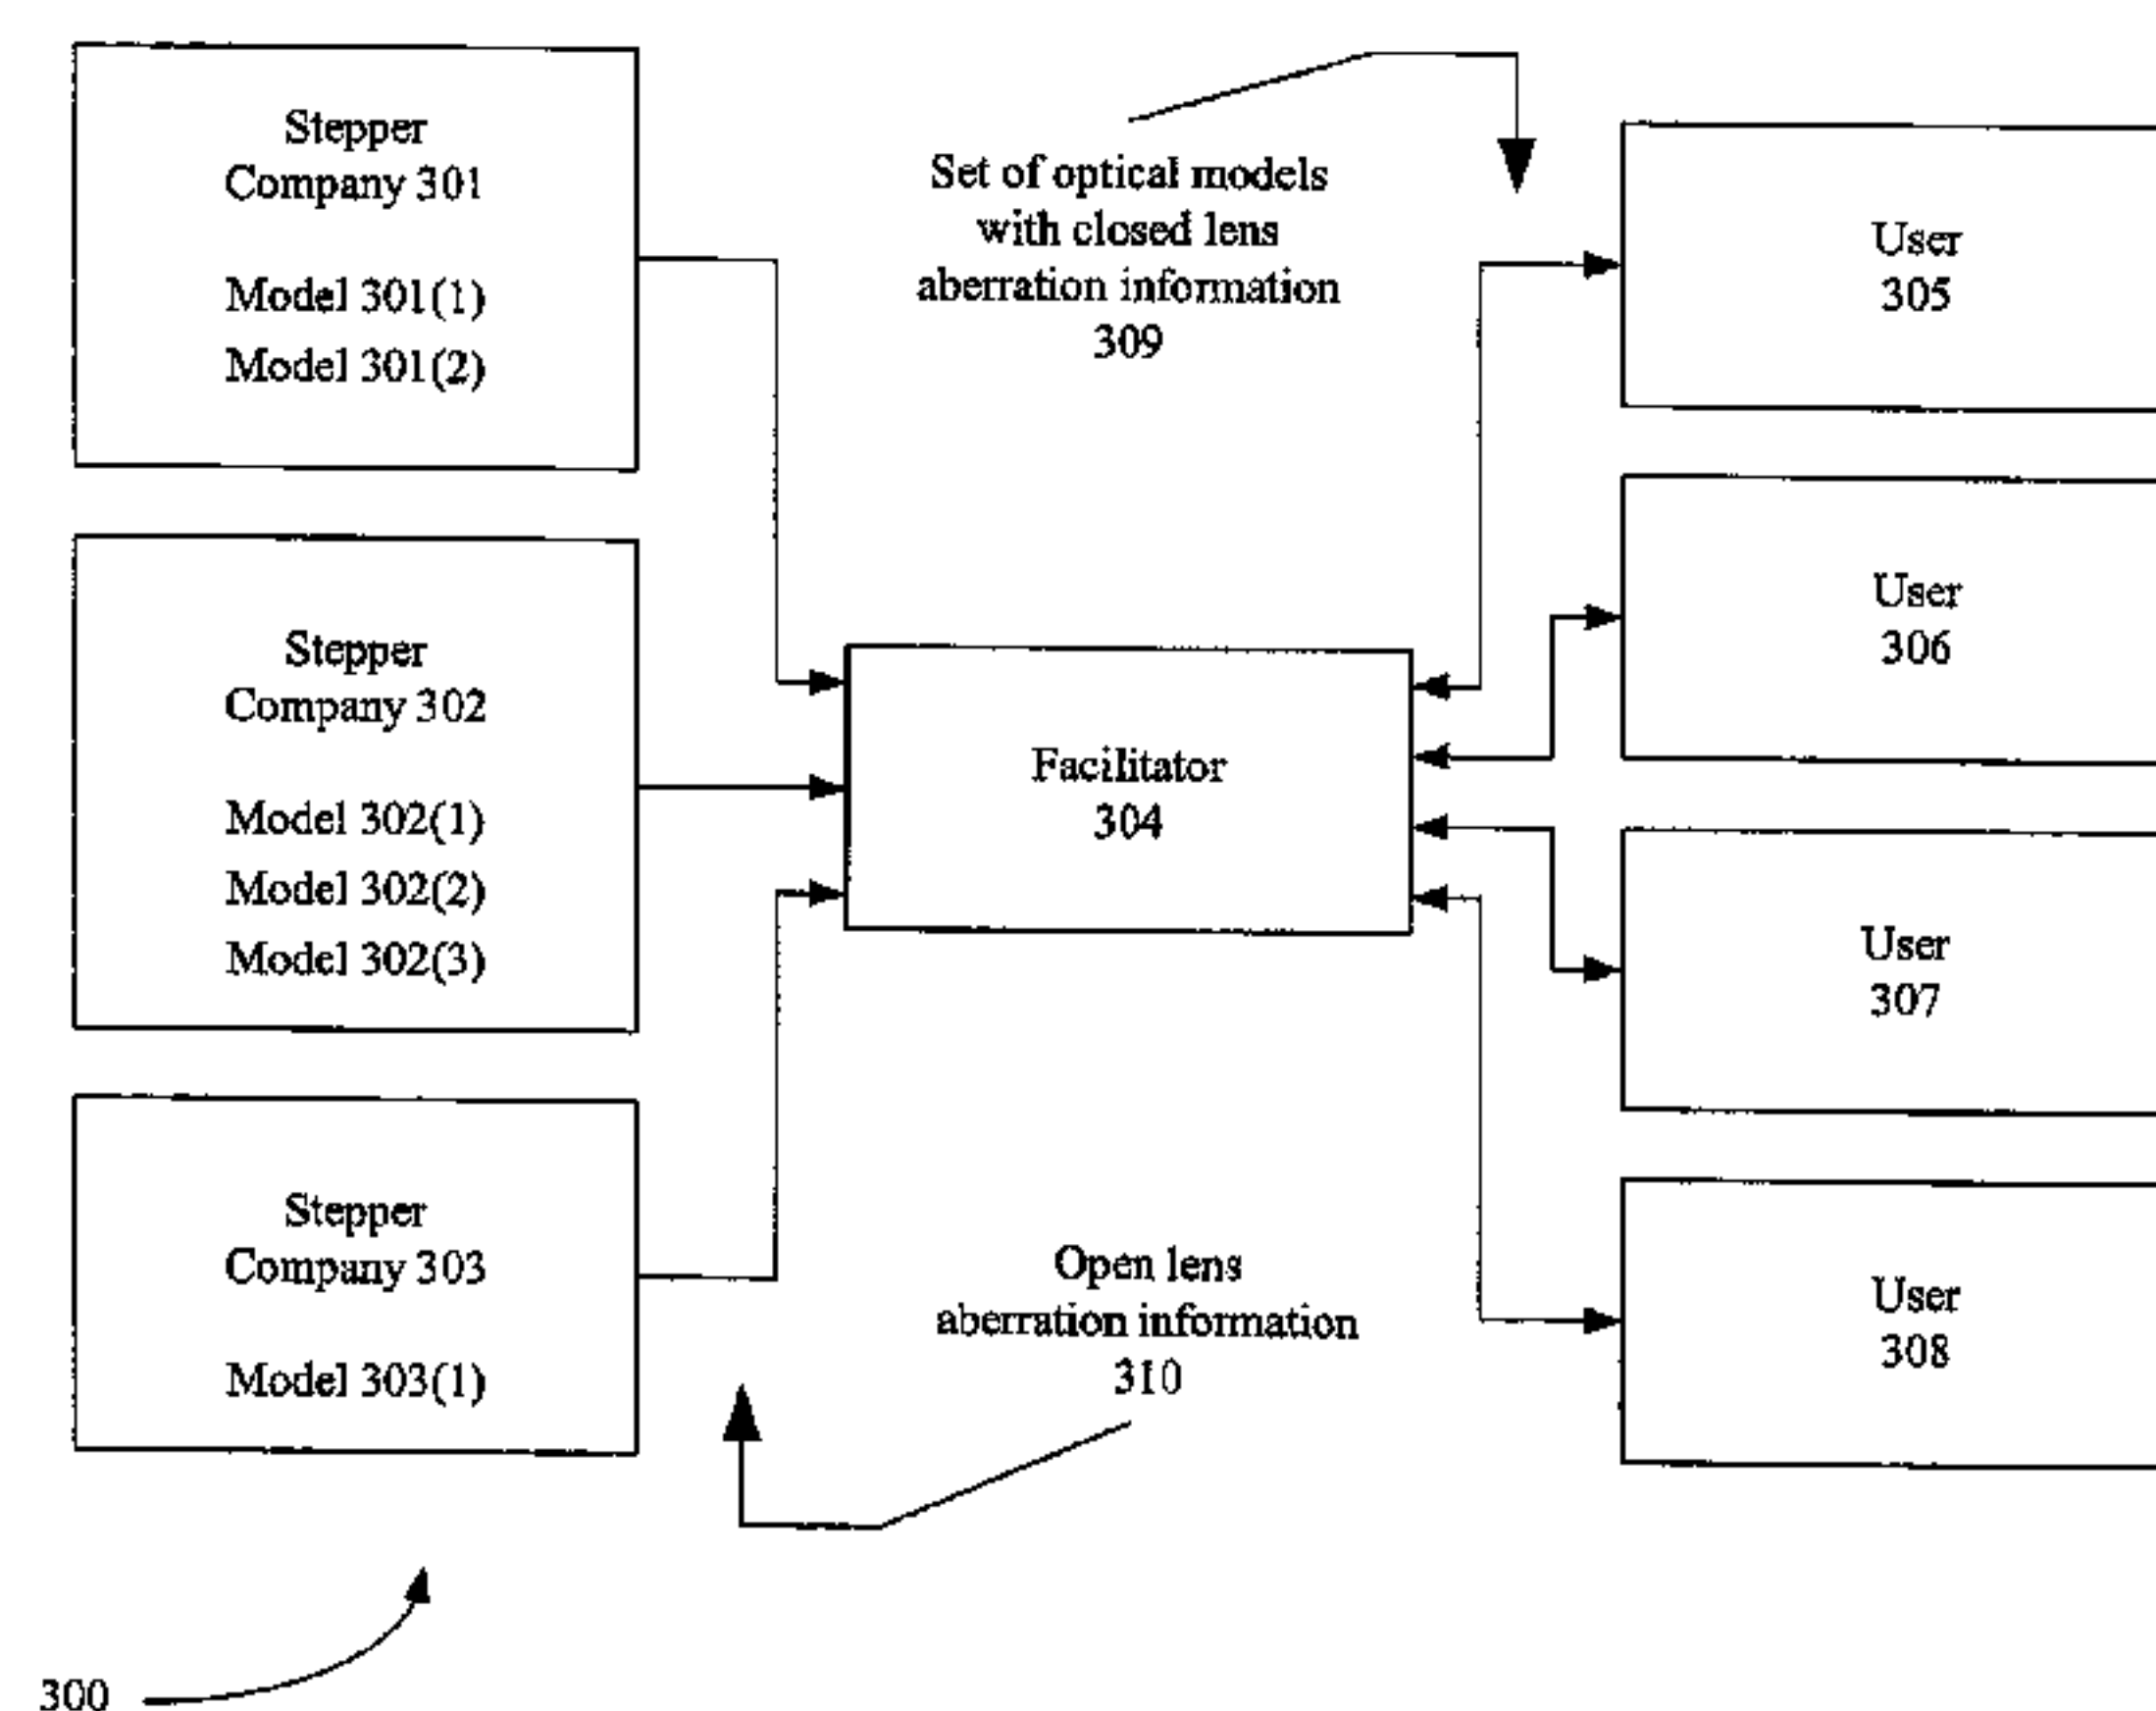 Stepper
Company 301
Model 301(1)
Model 301(2)
Stepper
Company 302
Model 302(1)
Model 302(2)
Model 302(3)
Stepper
Company 303
Model 303(1)
Set of optical models
with closed lens
aberration information
309
Facilitator
304
Open lens
aberration information
310
User
305
User
306
User
307
User
308
300